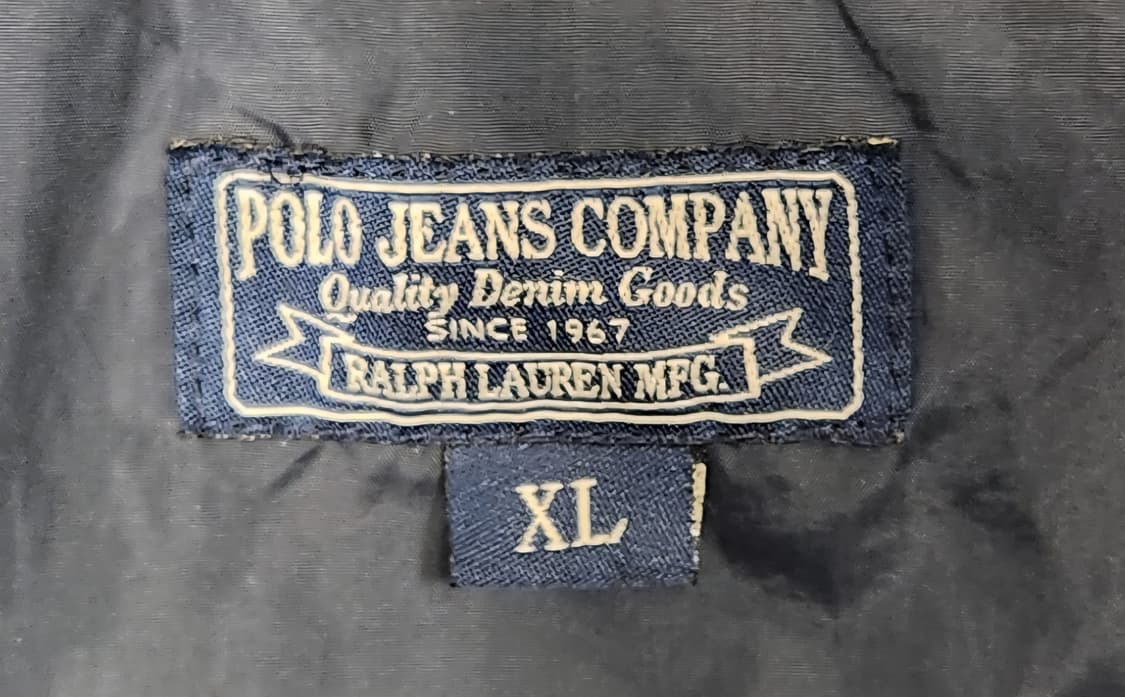 POLO JEANS COMPANY
Quality Denim Goods
SINCE 1967
RALPH LAUREN MFG.
XL